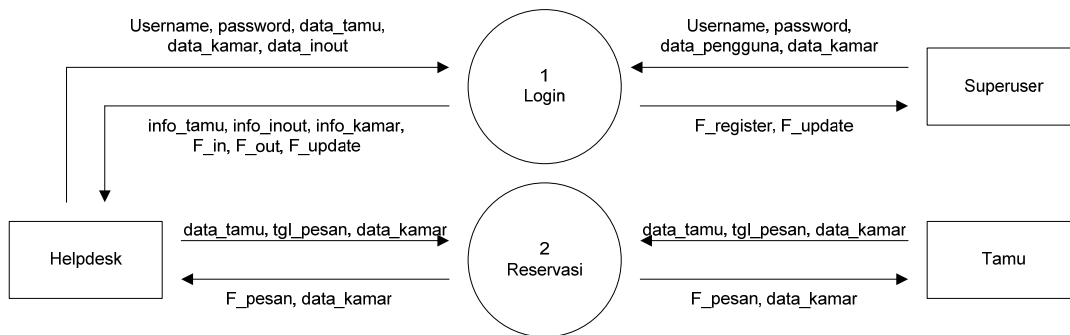 Username, password, data_tamu,
data_kamar, data_inout
Username, password,
data_pengguna, data_kamar
1
Login
Superuser
info_tamu, info_inout, info_kamar,
F_in, F_out, F_update
F_register, F_update
Helpdesk
data_tamu, tgl_pesan, data_kamar
F_pesan, data_kamar
2
Reservasi
data_tamu, tgl_pesan, data_kamar
F_pesan, data_kamar
Tamu